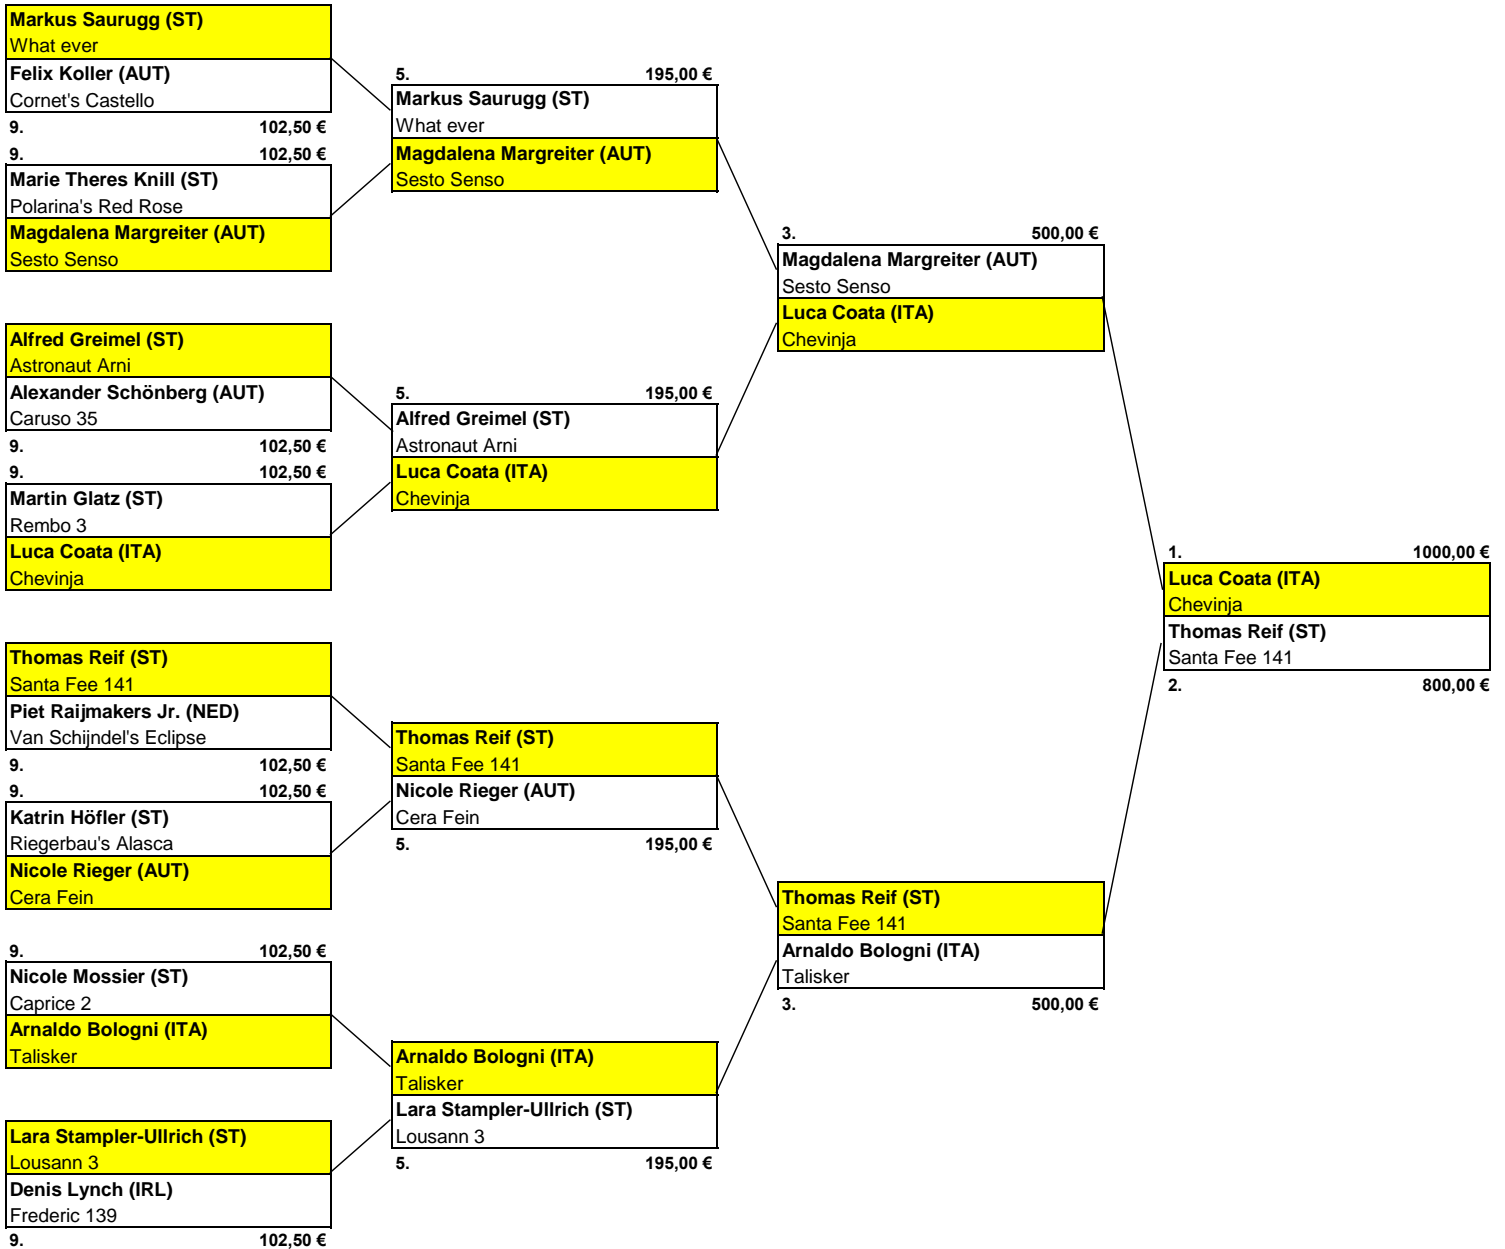 Markus Saurugg (ST)
What ever
Felix Koller (AUT)
Cornet's Castello
9. 102,50 €
9. 102,50 €
Marie Theres Knill (ST)
Polarina's Red Rose
Magdalena Margreiter (AUT)
Sesto Senso
Alfred Greimel (ST)
Astronaut Arni
Alexander Schönberg (AUT)
Caruso 35
9. 102,50 €
9. 102,50 €
Martin Glatz (ST)
Rembo 3
Luca Coata (ITA)
Chevinja
Thomas Reif (ST)
Santa Fee 141
Piet Raijmakers Jr. (NED)
Van Schijndel's Eclipse
9. 102,50 €
9. 102,50 €
Katrin Höfler (ST)
Riegerbau's Alasca
Nicole Rieger (AUT)
Cera Fein
9. 102,50 €
Nicole Mossier (ST)
Caprice 2
Arnaldo Bologni (ITA)
Talisker
Lara Stampler-Ullrich (ST)
Lousann 3
Denis Lynch (IRL)
Frederic 139
9. 102,50 €
5. 195,00 €
Markus Saurugg (ST)
What ever
Magdalena Margreiter (AUT)
Sesto Senso
5. 195,00 €
Alfred Greimel (ST)
Astronaut Arni
Luca Coata (ITA)
Chevinja
Thomas Reif (ST)
Santa Fee 141
Nicole Rieger (AUT)
Cera Fein
5. 195,00 €
Arnaldo Bologni (ITA)
Talisker
Lara Stampler-Ullrich (ST)
Lousann 3
5. 195,00 €
3. 500,00 €
Magdalena Margreiter (AUT)
Sesto Senso
Luca Coata (ITA)
Chevinja
Thomas Reif (ST)
Santa Fee 141
Arnaldo Bologni (ITA)
Talisker
3. 500,00 €
1. 1000,00 €
Luca Coata (ITA)
Chevinja
Thomas Reif (ST)
Santa Fee 141
2. 800,00 €